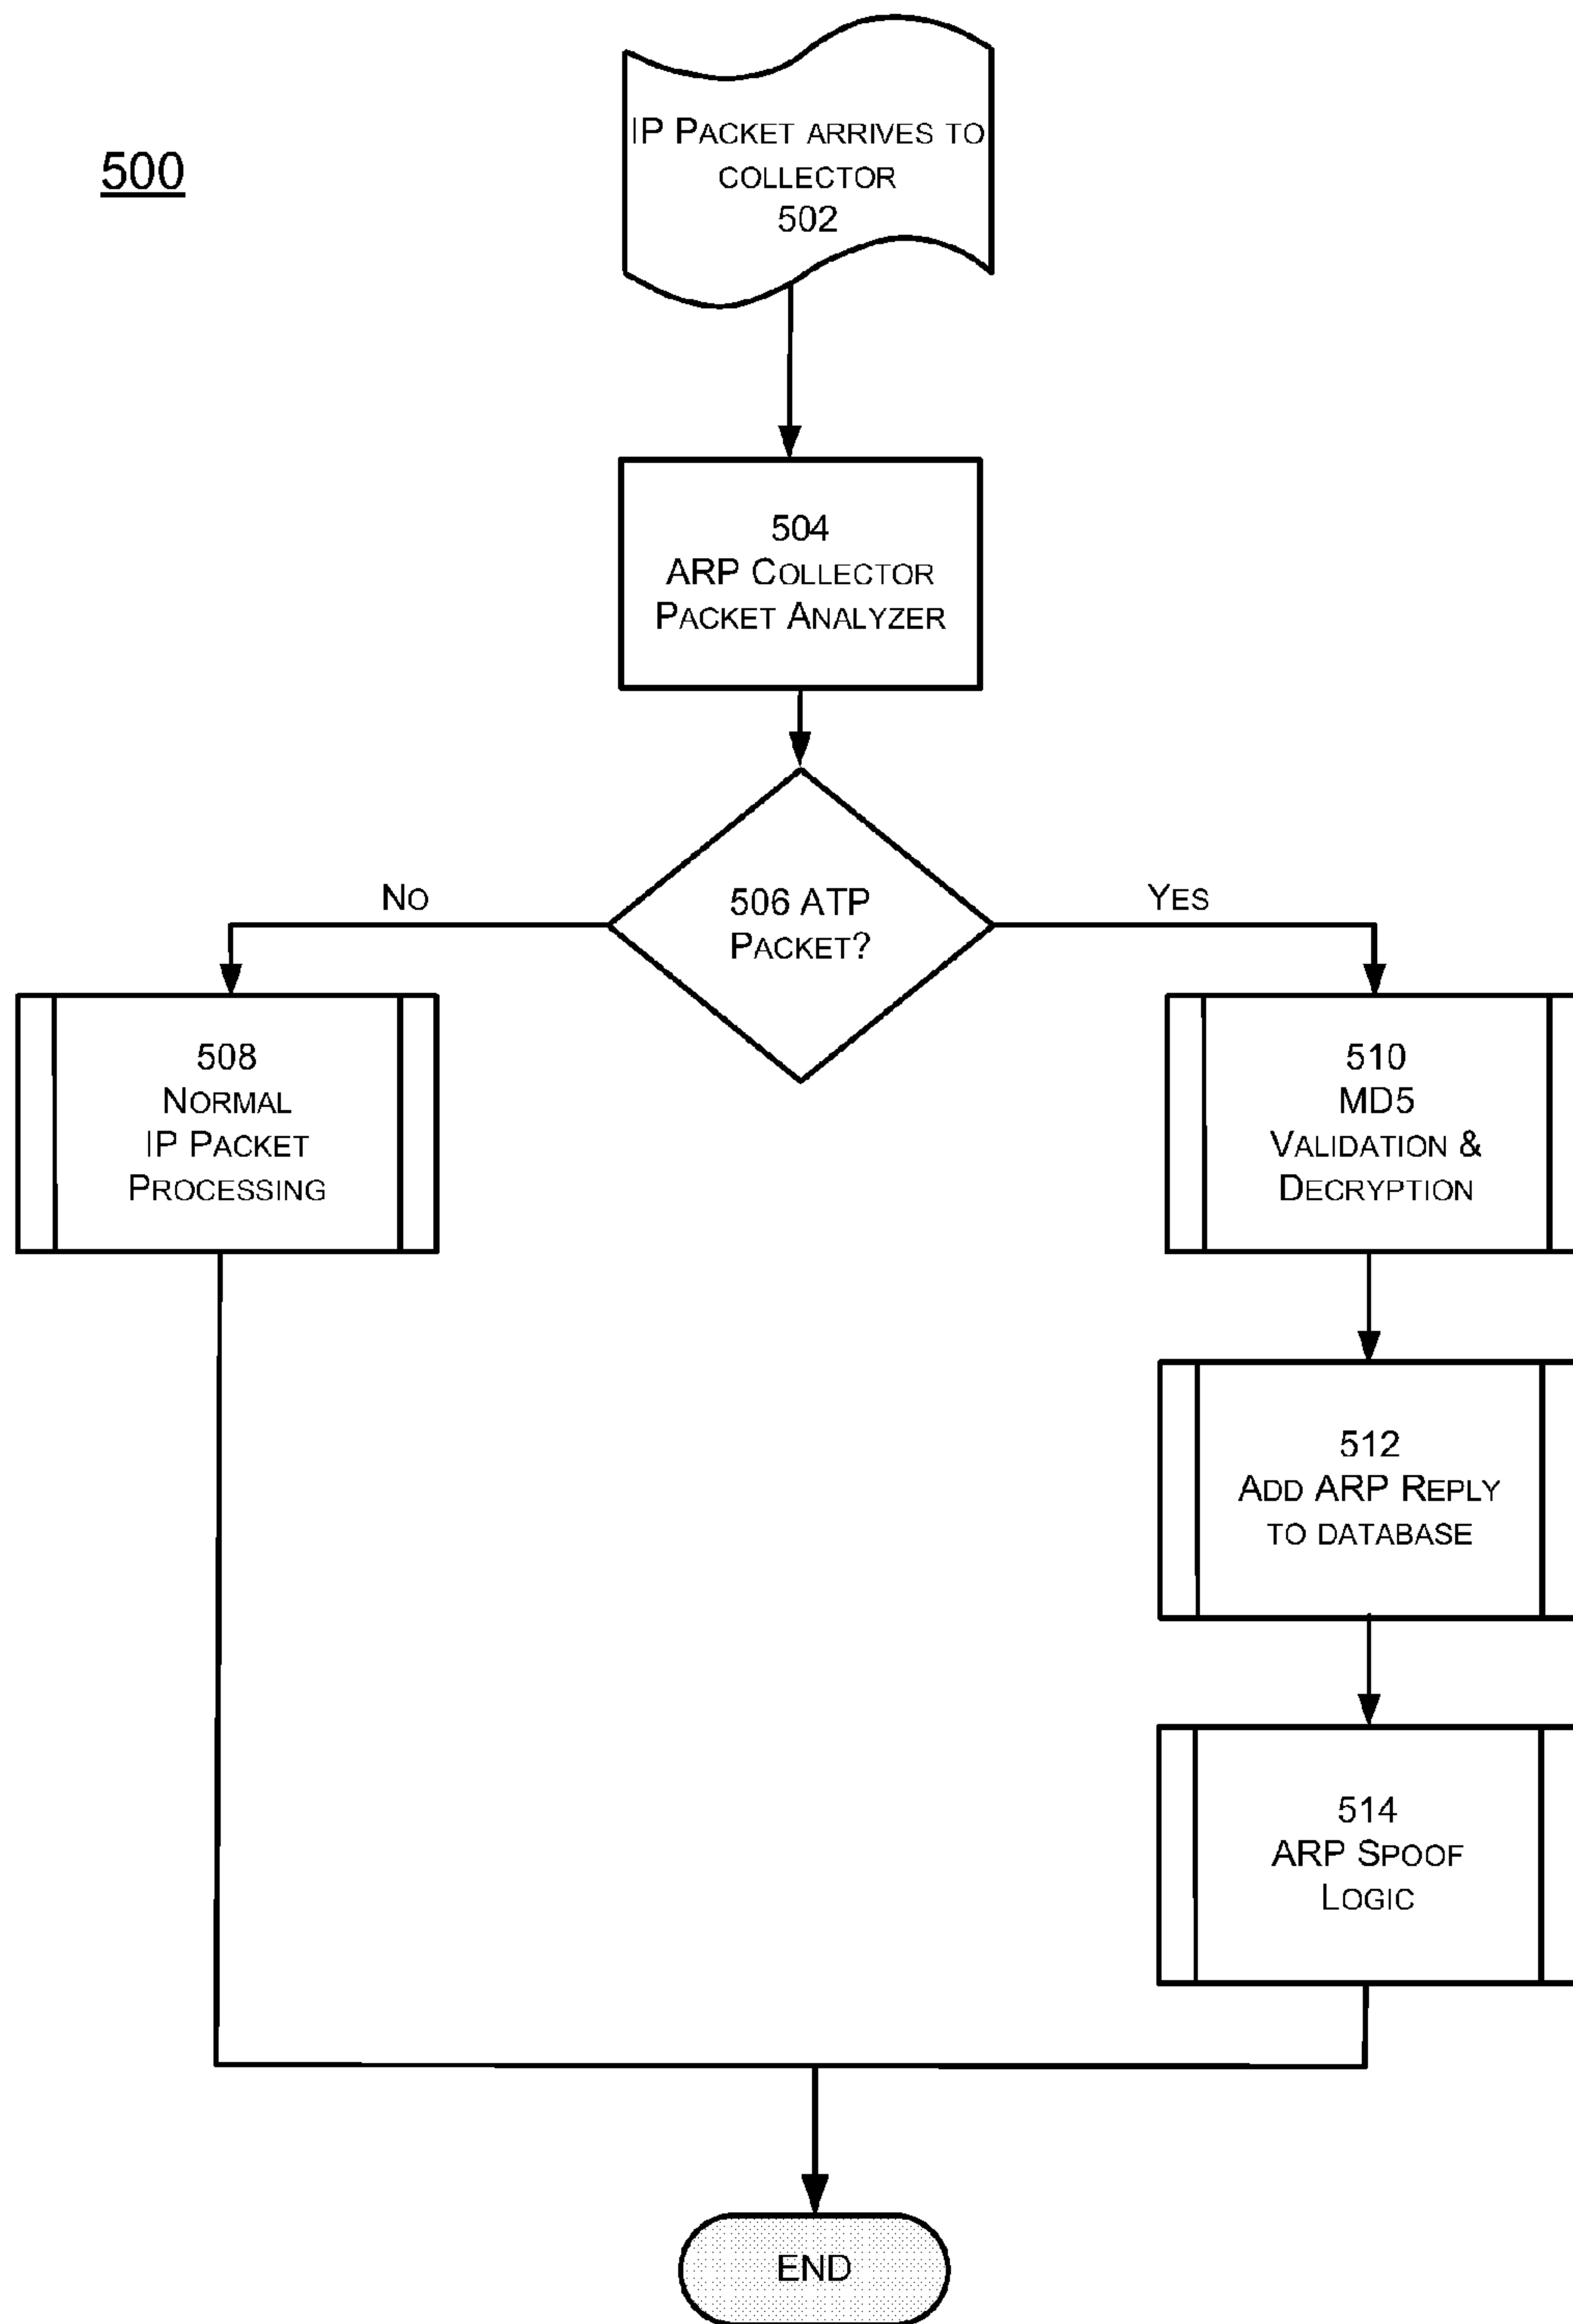 500
IP PACKET ARRIVES TO
COLLECTOR
502
504
ARP COLLECTOR
PACKET ANALYZER
506 ATP
PACKET?
NO
YES
508
NORMAL
IP PACKET
PROCESSING
510
MD5
VALIDATION &
DECRYPTION
512
ADD ARP REPLY
TO DATABASE
514
ARP SPOOF
LOGIC
END